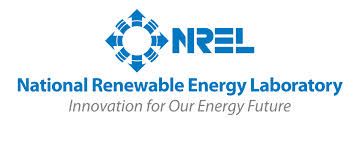 NREL
National Renewable Energy Laboratory
Innovation for Our Energy Future